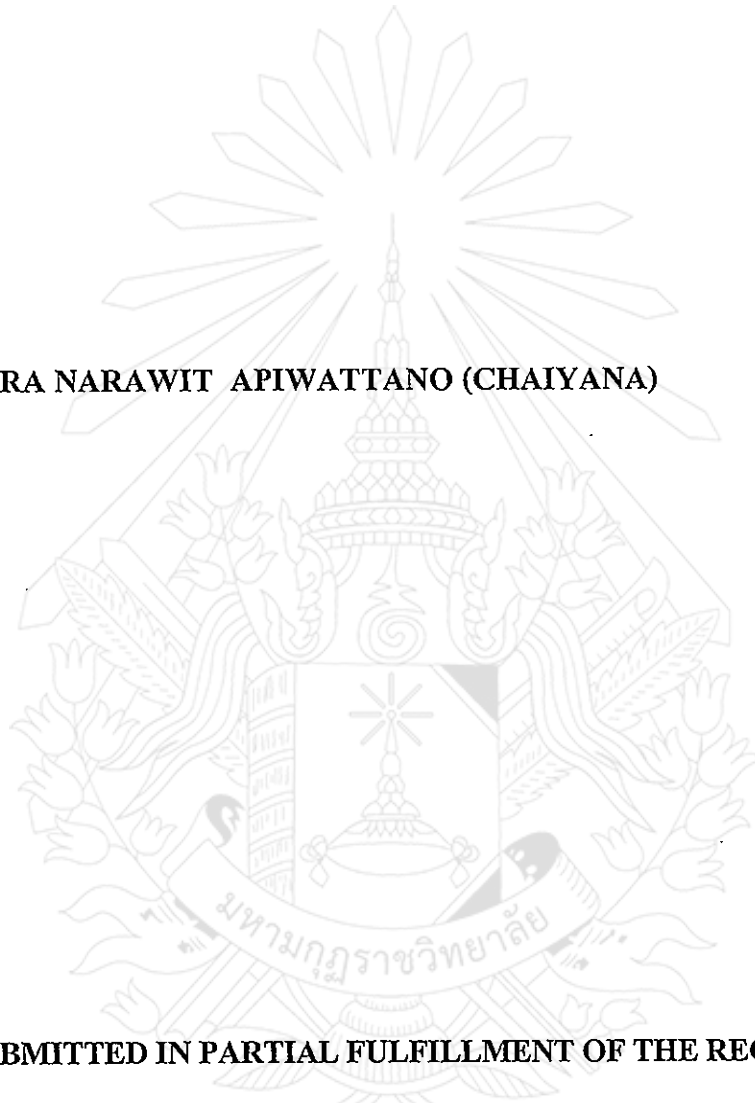 RA NARAWIT APIWATTANO (CHAIYANA)
มหามกุฏราชวิทยาลัย
BMITTED IN PARTIAL FULFILLMENT OF THE REC